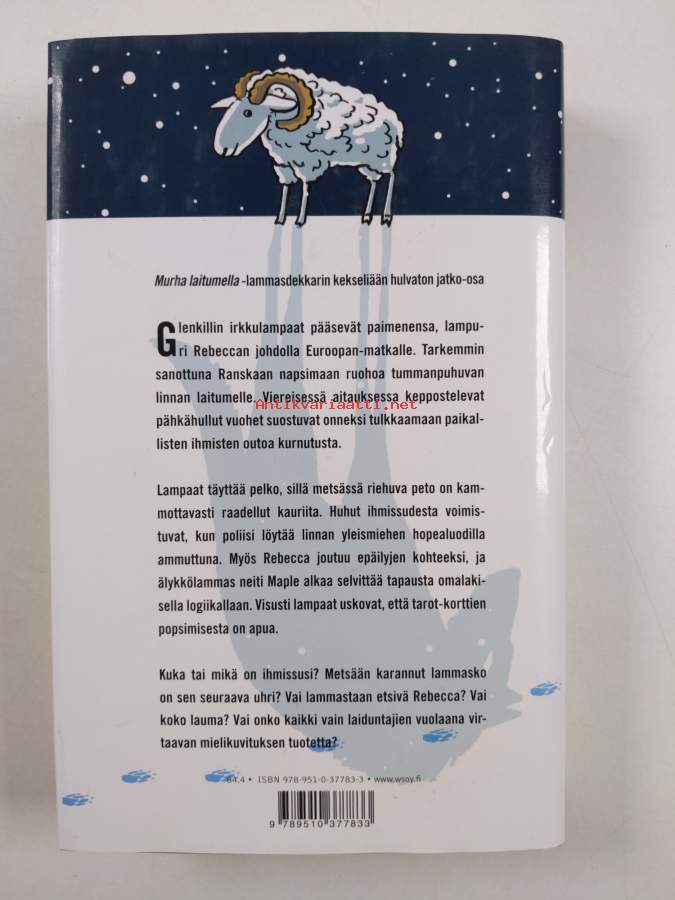 Murha laitumella -lammasdekkarin kekseliään hulvaton jatko-osa
Glenkillin irkkulampaat pääsevät paimenensa, lampu-
ri Rebeccan johdolla Euroopan-matkalle. Tarkemmin
sanottuna Ranskaan napsimaan ruohoa tummanpuhuvan
linnan laitumelle. Viereisessä aitauksessa keppostelevat
Antikvariaatti.net
pähkähullut vuohet suostuvat onneksi tulkkaamaan paikal-
listen ihmisten outoa kurnutusta.
Lampaat täyttää pelko, sillä metsässä riehuva peto on kam-
mottavasti raadellut kauriita. Huhut ihmissudesta voimis-
tuvat, kun poliisi löytää linnan yleismiehen hopealuodilla
ammuttuna. Myös Rebecca joutuu epäilyjen kohteeksi, ja
älykkölammas neiti Maple alkaa selvittää tapausta omalaki-
sella logiikallaan. Visusti lampaat uskovat, että tarot-korttien
popsimisesta on apua.
Kuka tai mikä on ihmissusi? Metsään karannut lammasko
on sen seuraava uhri? Vai lammastaan etsivä Rebecca? Vai
koko lauma? Vai onko kaikki vain laiduntajien vuolaana vir-
taavan mielikuvituksen tuotetta?
84.4 • ISBN 978-951-0-37783-3 • www.wsoy.fi
9 789510 377833